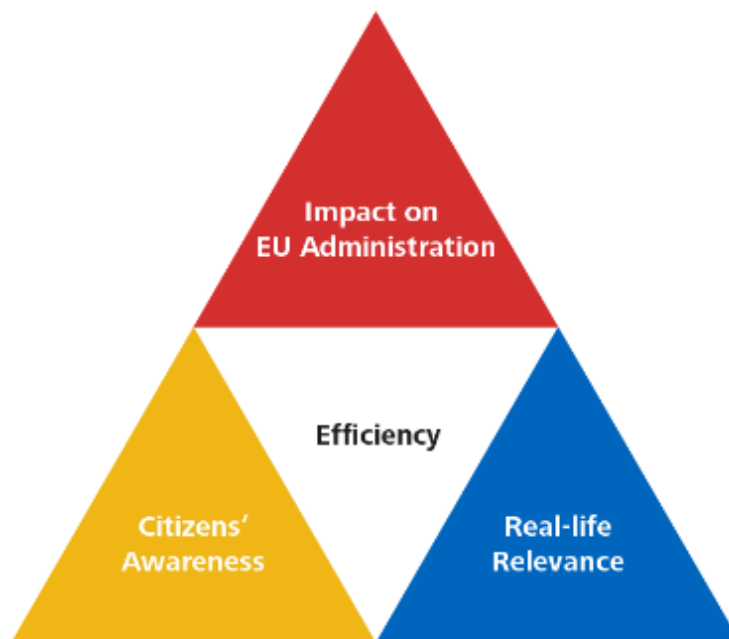 Impact on
EU Administration
Efficiency
Citizens’
Awareness
Real-life
Relevance